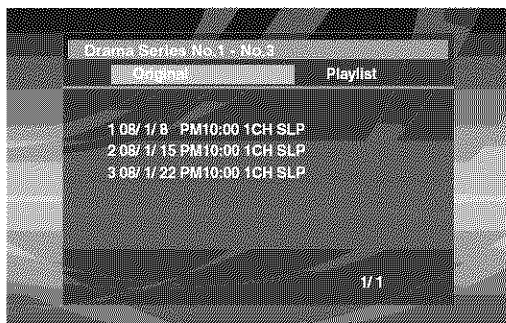 Drama Series No.1 - No.3
Original Playlist
1 08/ 1/ 8 PM10:00 1CH SLP
2 08/ 1/ 15 PM10:00 1CH SLP
3 08/ 1/ 22 PM10:00 1CH SLP
1/ 1